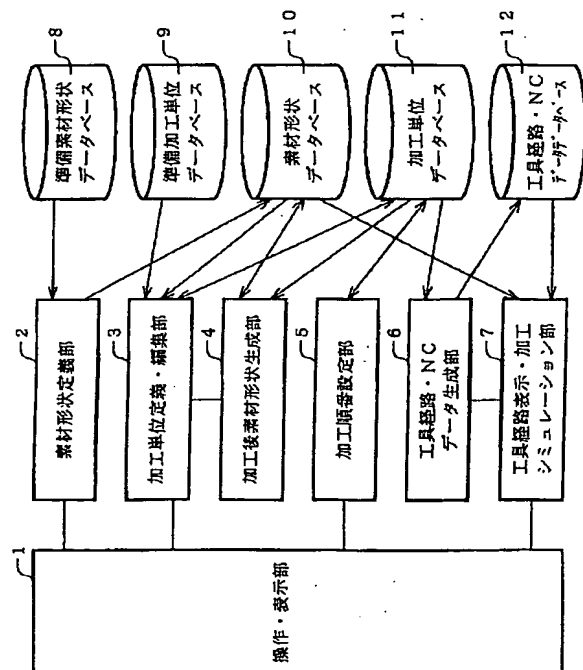 1
操作・表示部
2
素材形状定義部
3
加工単位定義・編集部
4
加工後素材形状生成部
5
加工順番設定部
6
工具経路・NC
データ生成部
7
工具経路表示・加工
シミュレーション部
8
準備素材形状
データベース
9
準備加工単位
データベース
10
素材形状
データベース
11
加工単位
データベース
12
工具経路・NC
データデータベース